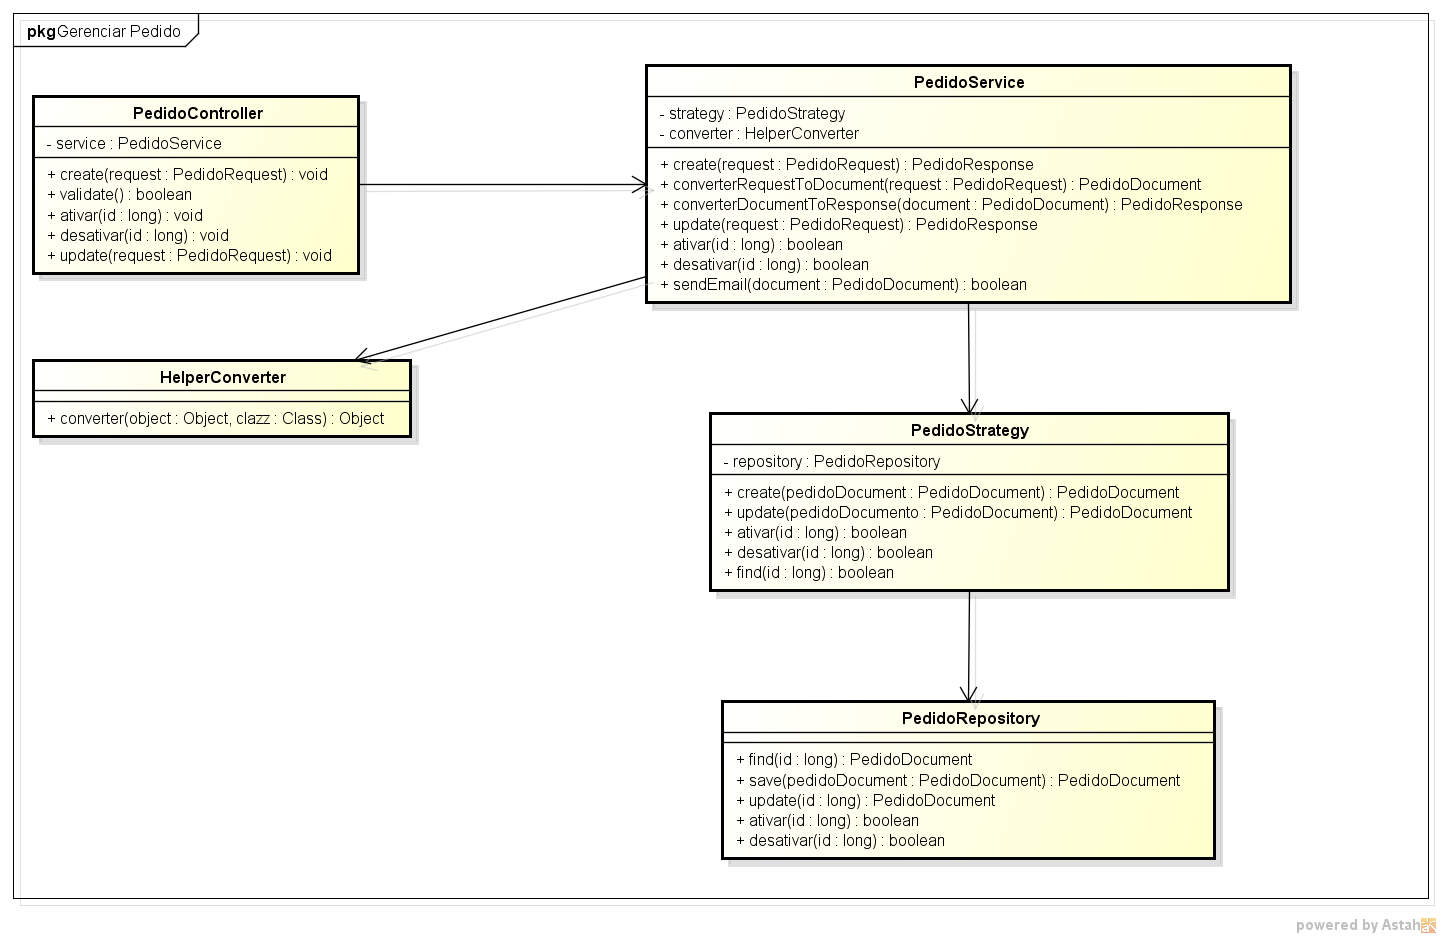 pkg Gerenciar Pedido
PedidoController
- service : PedidoService
+ create(request : PedidoRequest) : void
+ validate() : boolean
+ ativar(id : long) : void
+ desativar(id : long) : void
+ update(request : PedidoRequest) : void
PedidoService
- strategy : PedidoStrategy
- converter : HelperConverter
+ create(request : PedidoRequest) : PedidoResponse
+ converterRequestToDocument(request : PedidoRequest) : PedidoDocument
+ converterDocumentToResponse(document : PedidoDocument) : PedidoResponse
+ update(request : PedidoRequest) : PedidoResponse
+ ativar(id : long) : boolean
+ desativar(id : long) : boolean
+ sendEmail(document : PedidoDocument) : boolean
HelperConverter
+ converter(object : Object, clazz : Class) : Object
PedidoStrategy
- repository : PedidoRepository
+ create(pedidoDocument : PedidoDocument) : PedidoDocument
+ update(pedidoDocumento : PedidoDocument) : PedidoDocument
+ ativar(id : long) : boolean
+ desativar(id : long) : boolean
+ find(id : long) : boolean
PedidoRepository
+ find(id : long) : PedidoDocument
+ save(pedidoDocument : PedidoDocument) : PedidoDocument
+ update(id : long) : PedidoDocument
+ ativar(id : long) : boolean
+ desativar(id : long) : boolean
powered by Astah